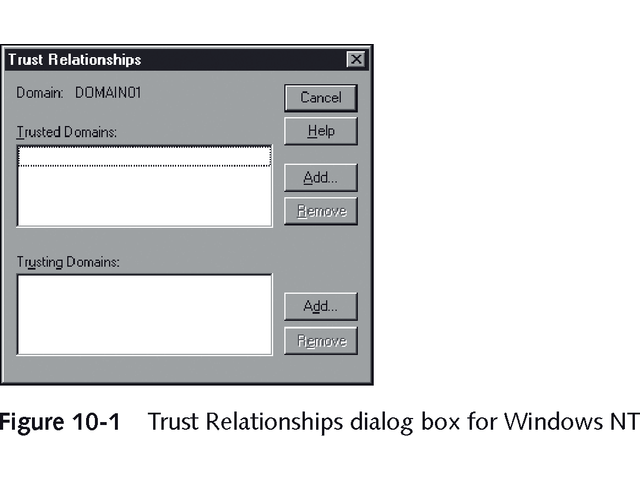 Trust Relationships
Domain: DOMAIN01
Cancel
Trusted Domains:
Help
Add...
Remove
Trusting Domains:
Add...
Remove
Figure 10-1 Trust Relationships dialog box for Windows NT